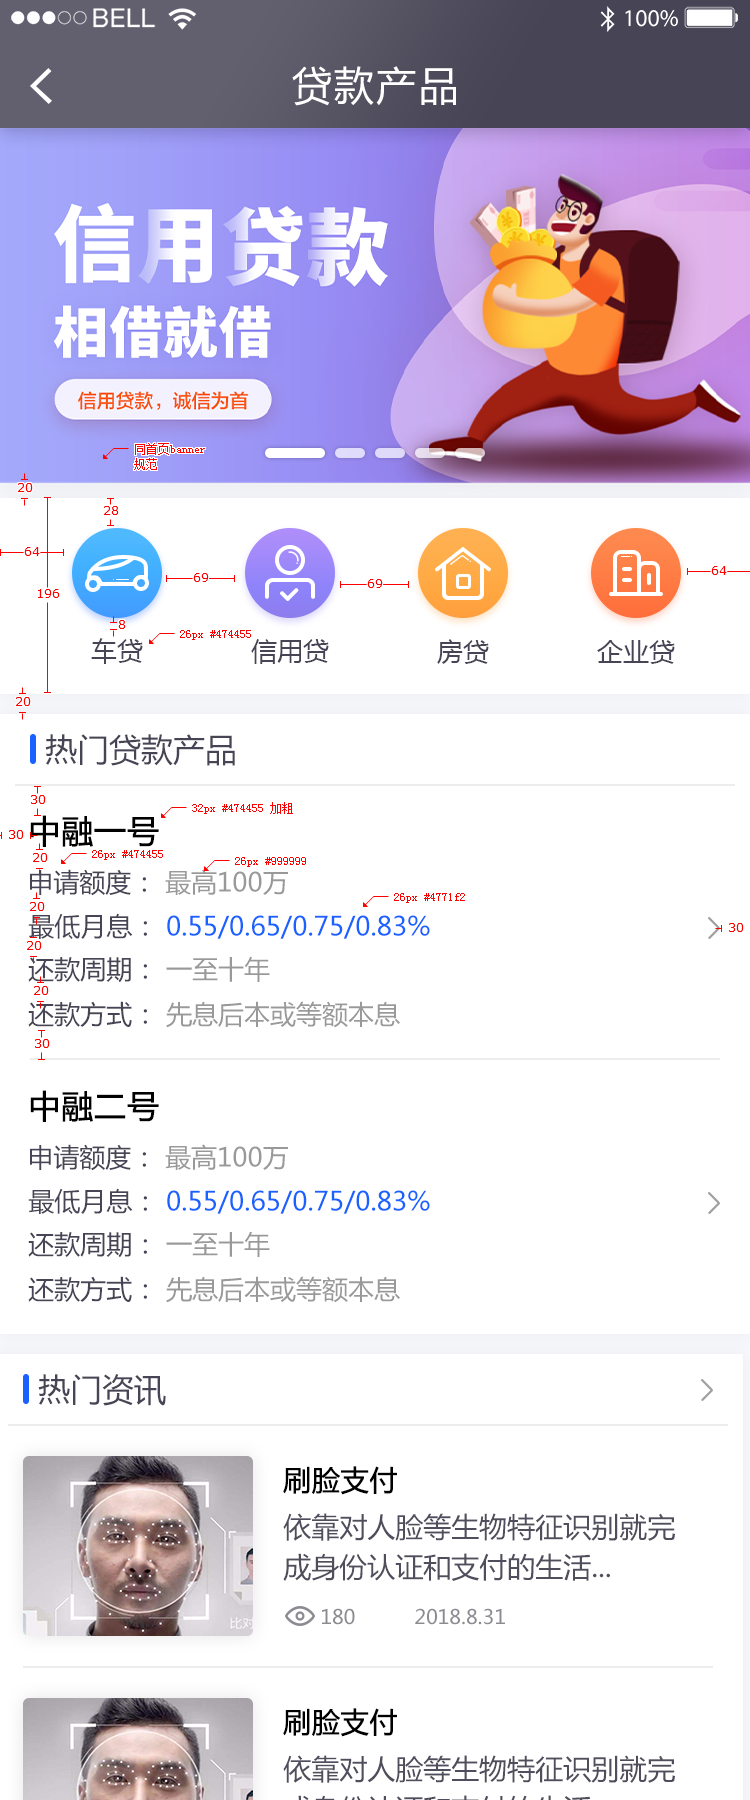 BELL 100%
贷款产品
信用贷款
相借就借
信用贷款，诚信为首
同首页banner
规范
20
28
64
69
69
64
196
8
26px #474455
车贷 信用贷 房贷 企业贷
20
热门贷款产品
30
32px #474455 加粗
30
中融一号
20
26px #474455
26px #999999
申请额度： 最高100万
26px #4771f2
20
最低月息： 0.55/0.65/0.75/0.83%
30
20
还款周期： 一至十年
20
还款方式： 先息后本或等额本息
30
中融二号
申请额度： 最高100万
最低月息： 0.55/0.65/0.75/0.83%
还款周期： 一至十年
还款方式： 先息后本或等额本息
热门资讯
刷脸支付
依靠对人脸等生物特征识别就完
成身份认证和支付的生活...
180 2018.8.31
比对
刷脸支付
依靠对人脸等生物特征识别就完